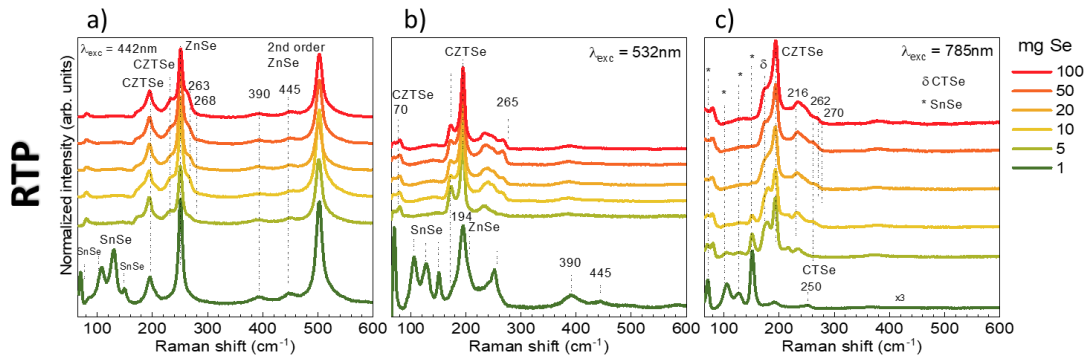 a)
b)
c)
RTP
Normalized intensity (arb. units)
λexc = 442nm
ZnSe
CZTSe
CZTSe
263
268
2nd order
ZnSe
390
445
SnSe
SnSe
SnSe
100 200 300 400 500 600
Raman shift (cm-1)
CZTSe
λexc = 532nm
CZTSe
70
265
194
ZnSe
SnSe
390
445
100 200 300 400 500 600
Raman shift (cm-1)
* * * * *
δ
CZTSe
λexc = 785nm
216
262
270
δ CTSe
* SnSe
CTSe
250
x3
100 200 300 400 500 600
Raman shift (cm-1)
mg Se
100
50
20
10
5
1